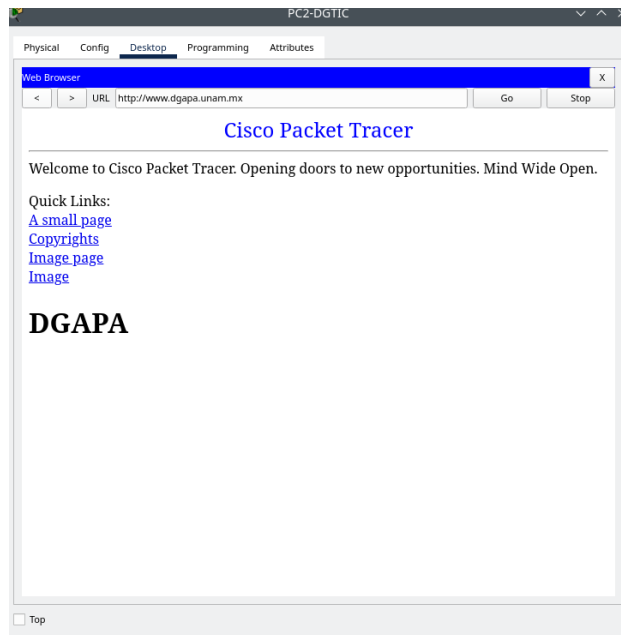 PC2-DGTIC
Physical Config Desktop Programming Attributes
Web Browser X
< > URL http://www.dgapa.unam.mx Go Stop
Cisco Packet Tracer
Welcome to Cisco Packet Tracer. Opening doors to new opportunities. Mind Wide Open.
Quick Links:
A small page
Copyrights
Image page
Image
DGAPA
Top